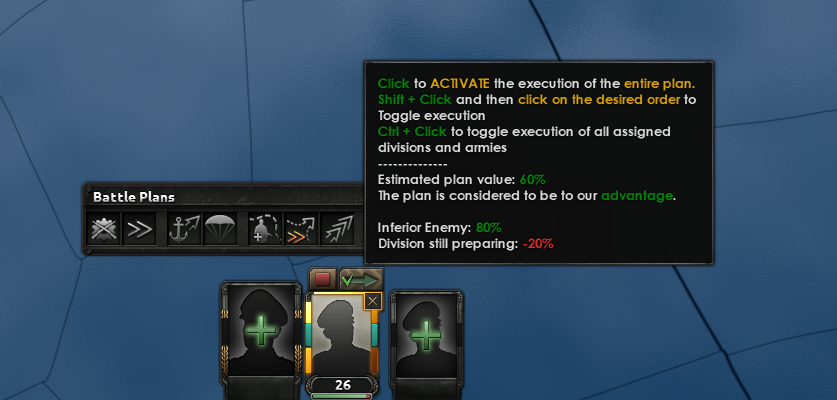 Click to ACTIVATE the execution of the entire plan.
Shift + Click and then click on the desired order to
Toggle execution
Ctrl + Click to toggle execution of all assigned
divisions and armies
--------------
Estimated plan value: 60%
The plan is considered to be to our advantage.
Inferior Enemy: 80%
Division still preparing: -20%
Battle Plans
26